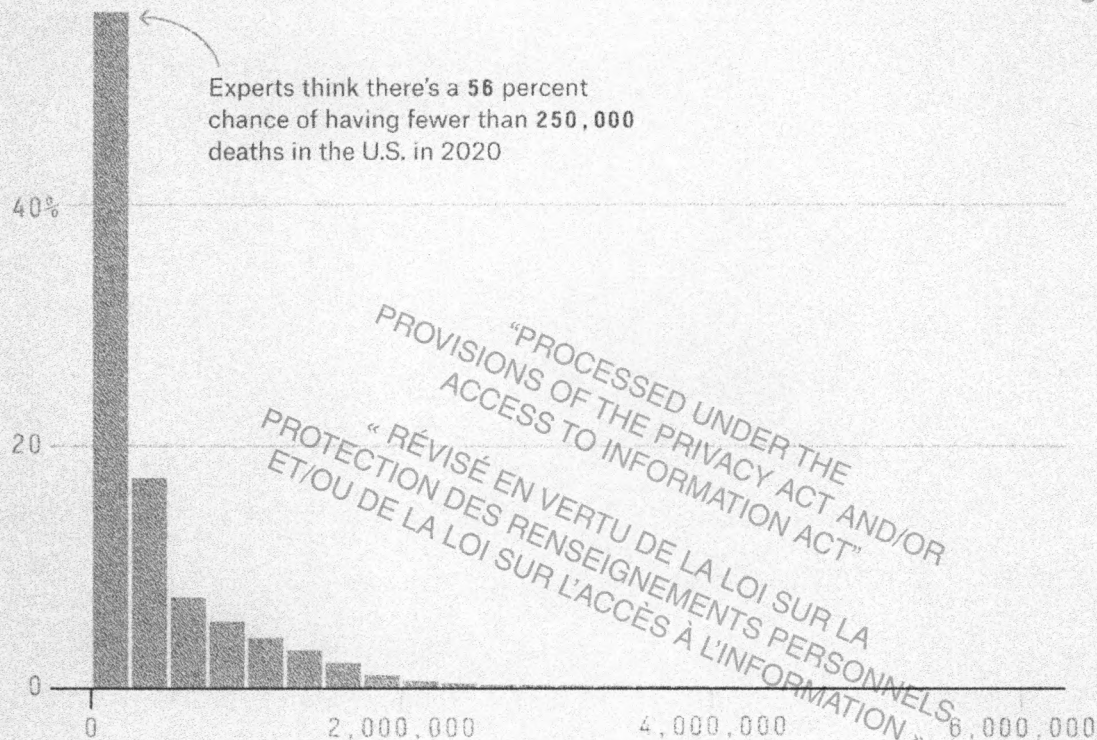 Experts think there's a 56 percent
chance of having fewer than 250,000
deaths in the U.S. in 2020
40%
20
0
0 2,000,000 4,000,000 6,000,000
“PROCESSED UNDER THE
PROVISIONS OF THE PRIVACY ACT AND/OR
ACCESS TO INFORMATION ACT”
« RÉVISÉ EN VERTU DE LA LOI SUR LA
PROTECTION DES RENSEIGNEMENTS PERSONNELS
ET/OU DE LA LOI SUR L’ACCÈS À L’INFORMATION »